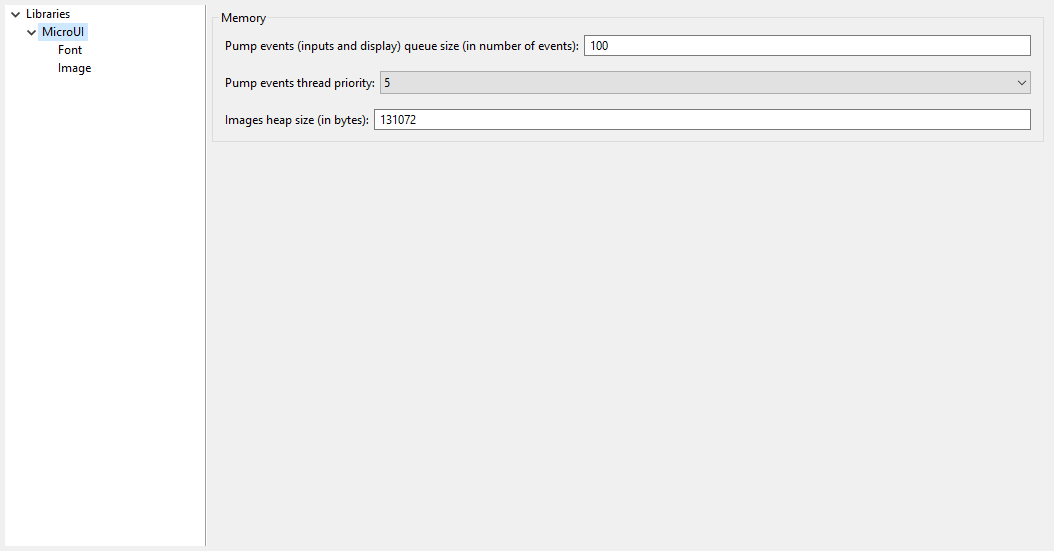 Libraries
MicroUI
Font
Image
Memory
Pump events (inputs and display) queue size (in number of events): 100
Pump events thread priority: 5
Images heap size (in bytes): 131072